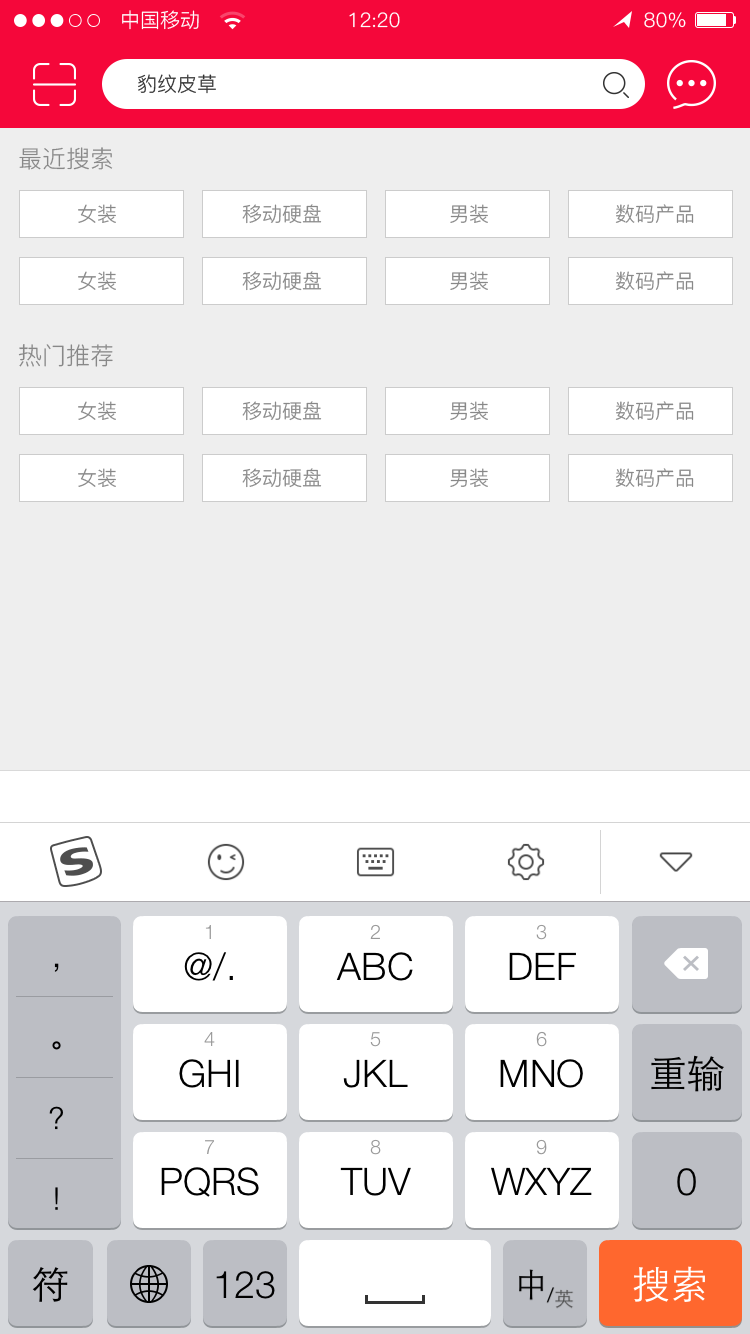 中国移动 12:20 80%
豹纹皮草
最近搜索
女装 移动硬盘 男装 数码产品
女装 移动硬盘 男装 数码产品
热门推荐
女装 移动硬盘 男装 数码产品
女装 移动硬盘 男装 数码产品
S
， 1 2 3
@/. ABC DEF
。 4 5 6
GHI JKL MNO 重输
? 7 8 9
PQRS TUV WXYZ 0
!
符 123 中/英 搜索